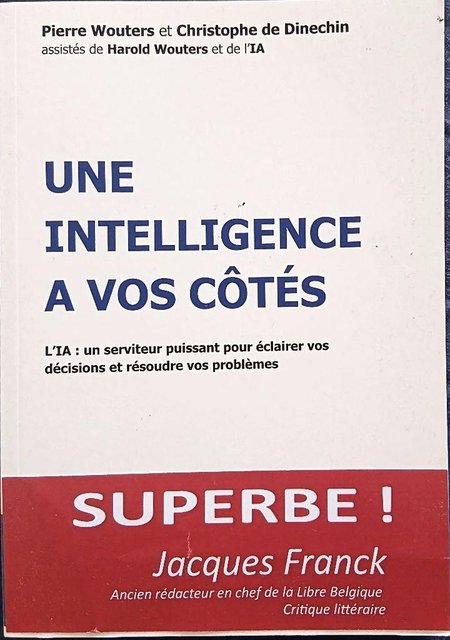 Pierre Wouters et Christophe de Dinechin
assistés de Harold Wouters et de l'IA
UNE
INTELLIGENCE
A VOS CÔTÉS
L'IA : un serviteur puissant pour éclairer vos
décisions et résoudre vos problèmes
SUPERBE !
Jacques Franck
Ancien rédacteur en chef de la Libre Belgique
Critique littéraire